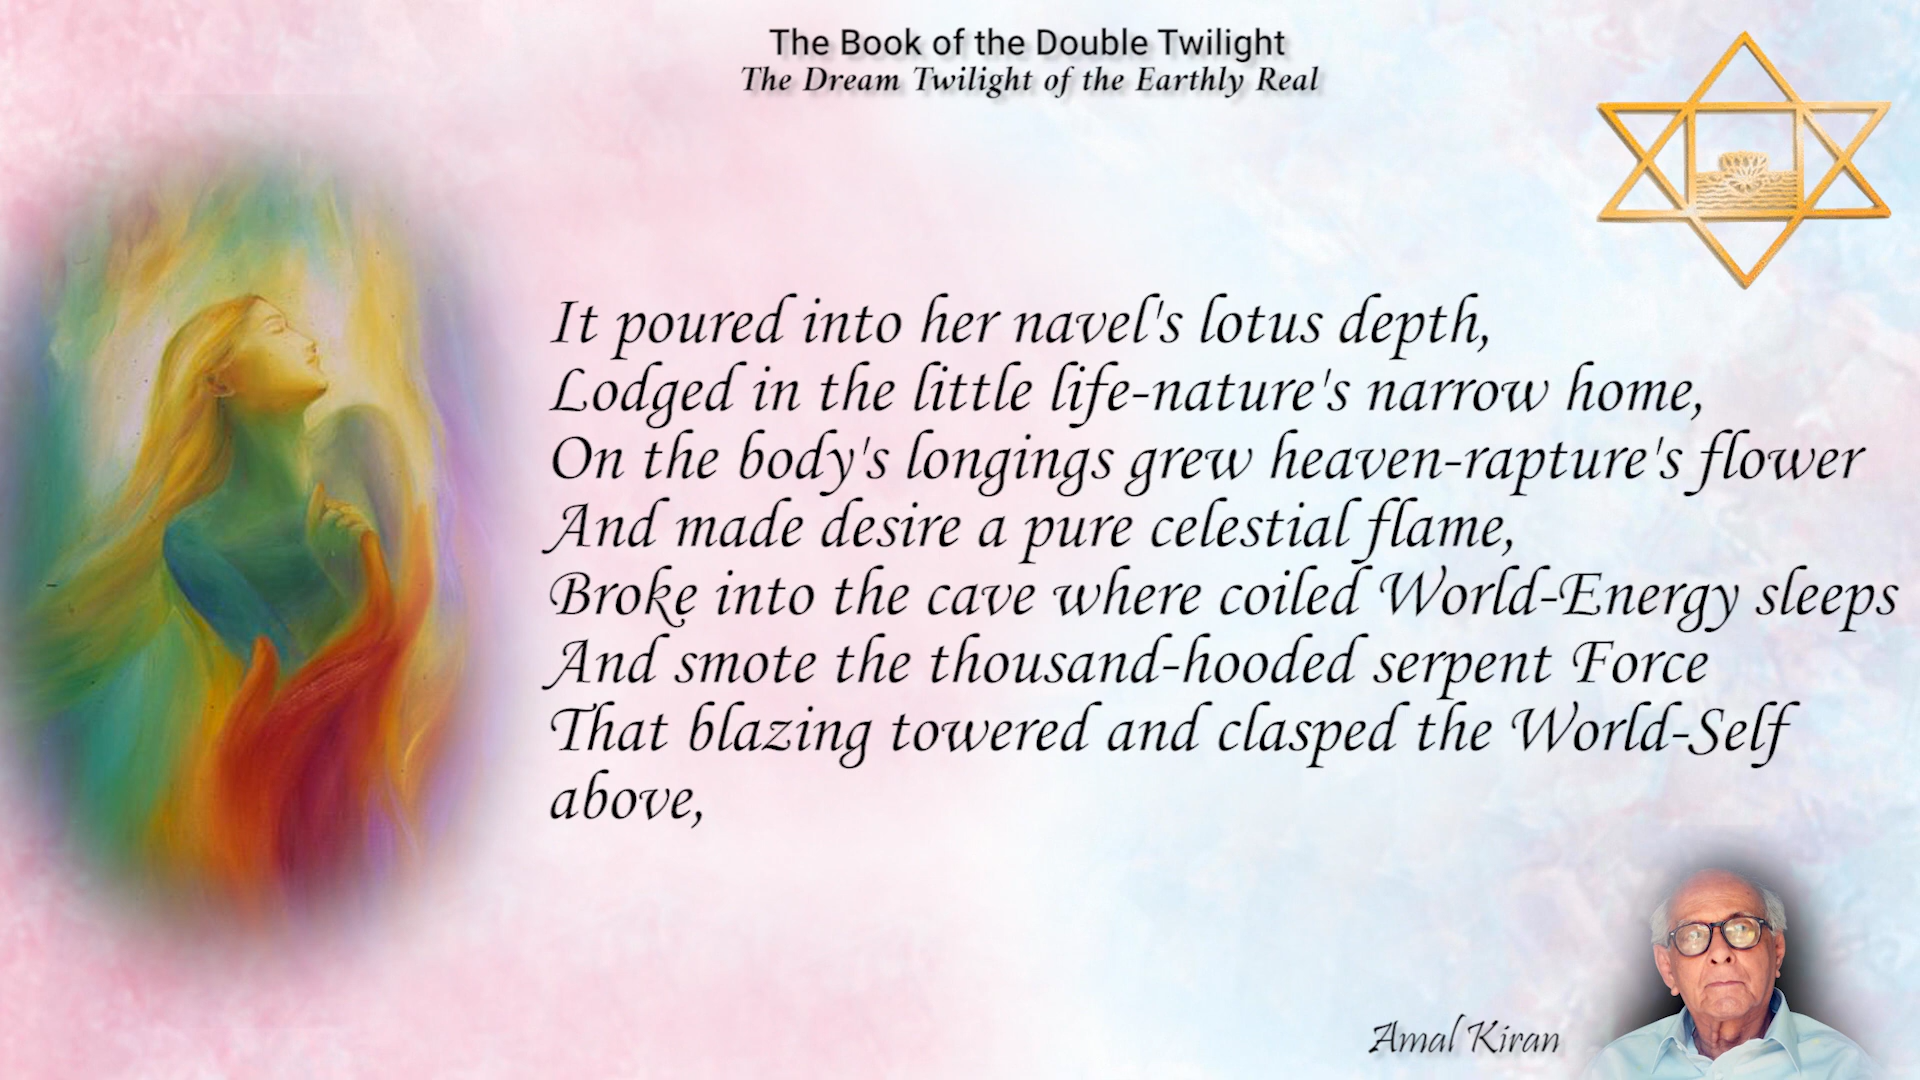 The Book of the Double Twilight
The Dream Twilight of the Earthly Real
It poured into her navel's lotus depth,
Lodged in the little life-nature's narrow home,
On the body's longings grew heaven-rapture's flower
And made desire a pure celestial flame,
Broke into the cave where coiled World-Energy sleeps
And smote the thousand-hooded serpent Force
That blazing towered and clasped the World-Self
above,
Amal Kiran